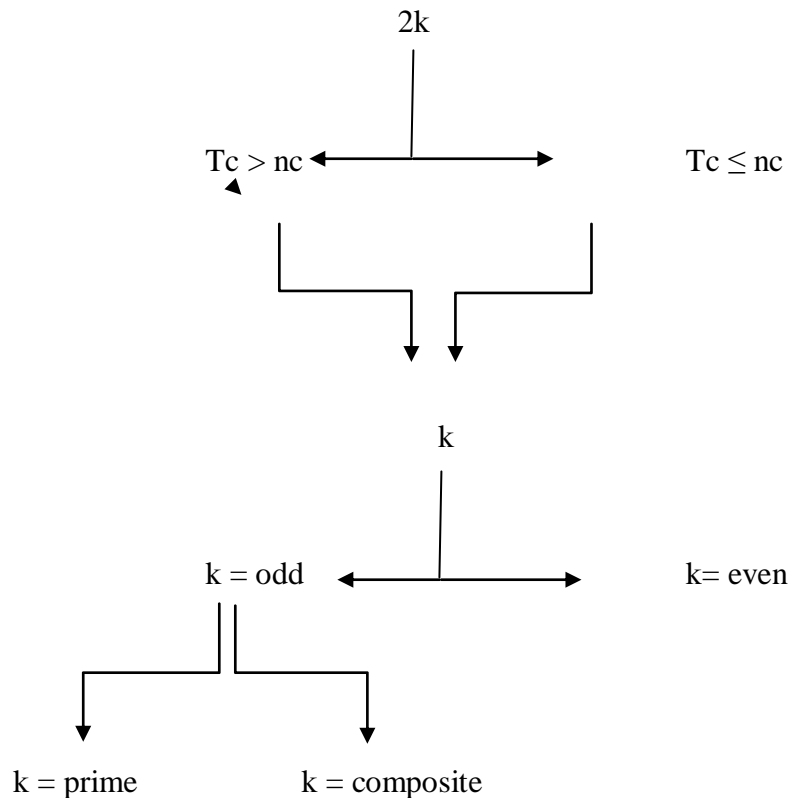 2k
Tc > nc
Tc ≤ nc
k
k = odd
k= even
k = prime
k = composite